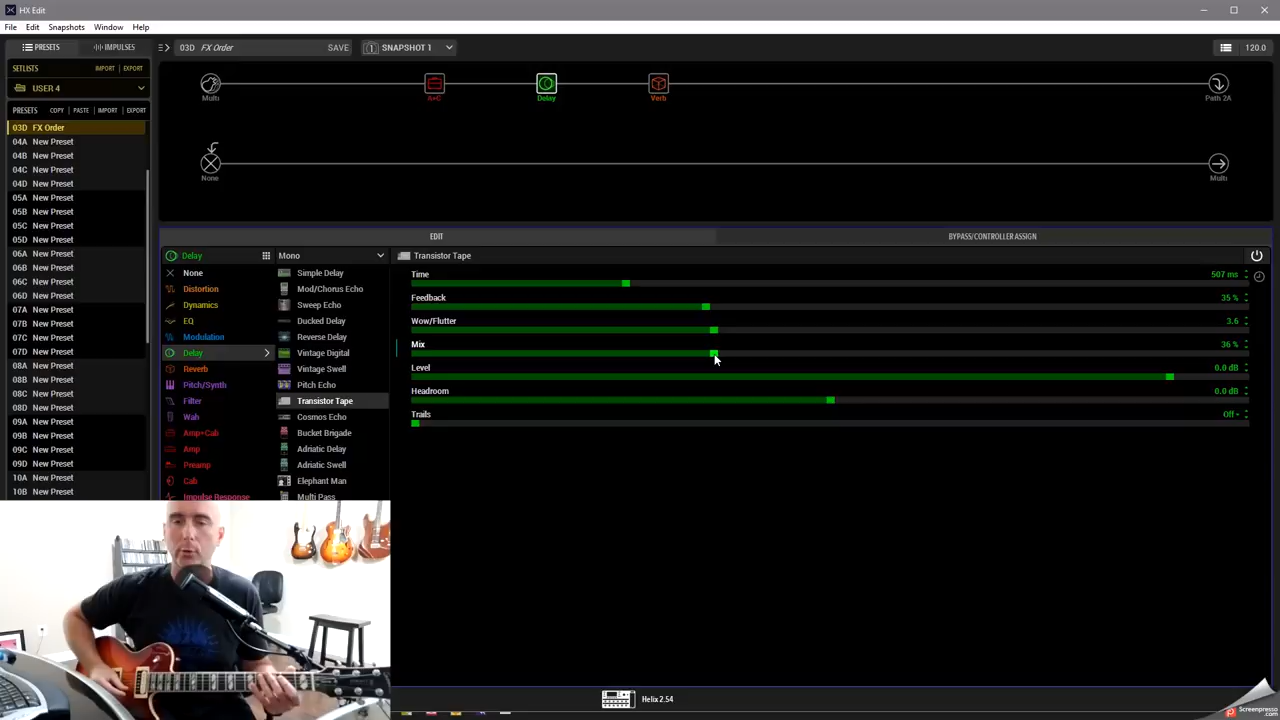 HX Edit
File Edit Snapshots Window Help
PRESETS IMPULSES
03D FX Order SAVE
1 SNAPSHOT 1
120.0
SETLISTS IMPORT EXPORT
USER 4
PRESETS COPY PASTE IMPORT EXPORT
03D FX Order
04A New Preset
04B New Preset
04C New Preset
04D New Preset
05A New Preset
05B New Preset
05C New Preset
05D New Preset
06A New Preset
06B New Preset
06C New Preset
06D New Preset
07A New Preset
07B New Preset
07C New Preset
07D New Preset
08A New Preset
08B New Preset
08C New Preset
08D New Preset
09A New Preset
09B New Preset
09C New Preset
09D New Preset
10A New Preset
10B New Preset
Multi A+C Delay Verb Path 2A
None Multi
EDIT BYPASS/CONTROLLER ASSIGN
Delay
None
Distortion
Dynamics
EQ
Modulation
Delay
Reverb
Pitch/Synth
Filter
Wah
Amp+Cab
Amp
Preamp
Cab
Impulse Response
Mono
Simple Delay
Mod/Chorus Echo
Sweep Echo
Ducked Delay
Reverse Delay
Vintage Digital
Vintage Swell
Pitch Echo
Transistor Tape
Cosmos Echo
Bucket Brigade
Adriatic Delay
Adriatic Swell
Elephant Man
Multi Pass
Transistor Tape
Time 507 ms
Feedback 35 %
Wow/Flutter 3.6
Mix 36 %
Level 0.0 dB
Headroom 0.0 dB
Trails Off
Helix 2.54
Screenpresso
.com